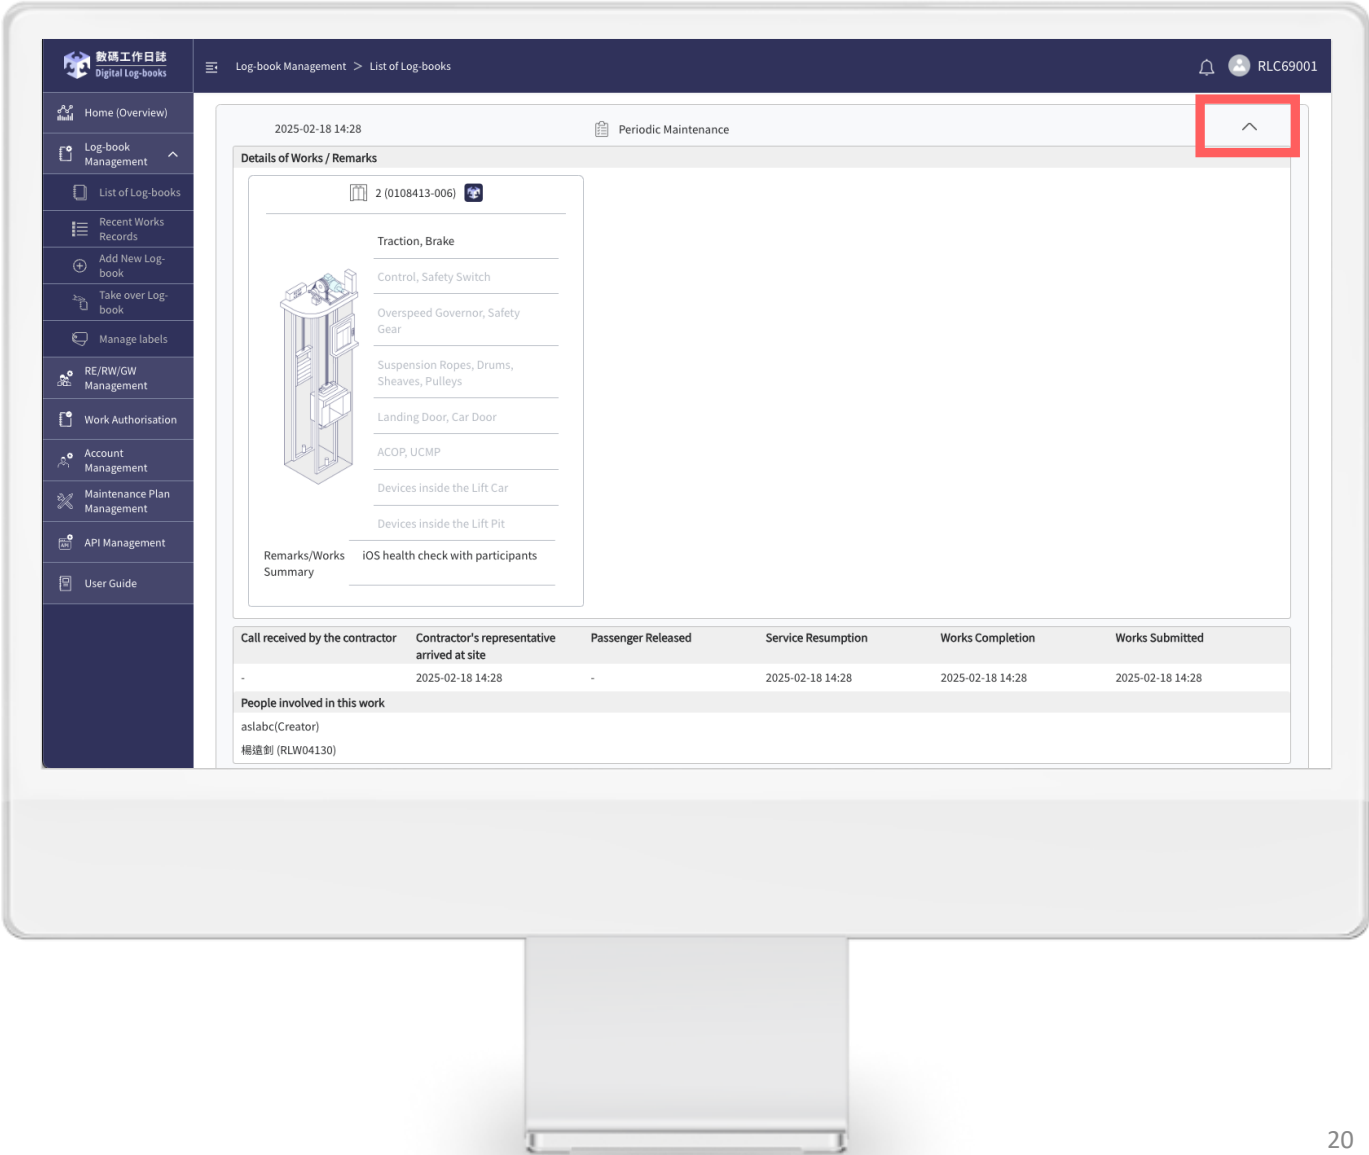 數碼工作日誌
Digital Log-books
Log-book Management > List of Log-books
RLC69001
Home (Overview)
Log-book
Management
List of Log-books
Recent Works
Records
Add New Log-
book
Take over Log-
book
Manage labels
RE/RW/GW
Management
Work Authorisation
Account
Management
Maintenance Plan
Management
API Management
User Guide
2025-02-18 14:28
Periodic Maintenance
Details of Works / Remarks
2 (0108413-006)
Traction, Brake
Control, Safety Switch
Overspeed Governor, Safety
Gear
Suspension Ropes, Drums,
Sheaves, Pulleys
Landing Door, Car Door
ACOP, UCMP
Devices inside the Lift Car
Devices inside the Lift Pit
Remarks/Works
Summary
iOS health check with participants
Call received by the contractor
Contractor's representative
arrived at site
Passenger Released
Service Resumption
Works Completion
Works Submitted
-
2025-02-18 14:28
-
2025-02-18 14:28
2025-02-18 14:28
2025-02-18 14:28
People involved in this work
aslabc(Creator)
楊遠釗 (RLW04130)
20